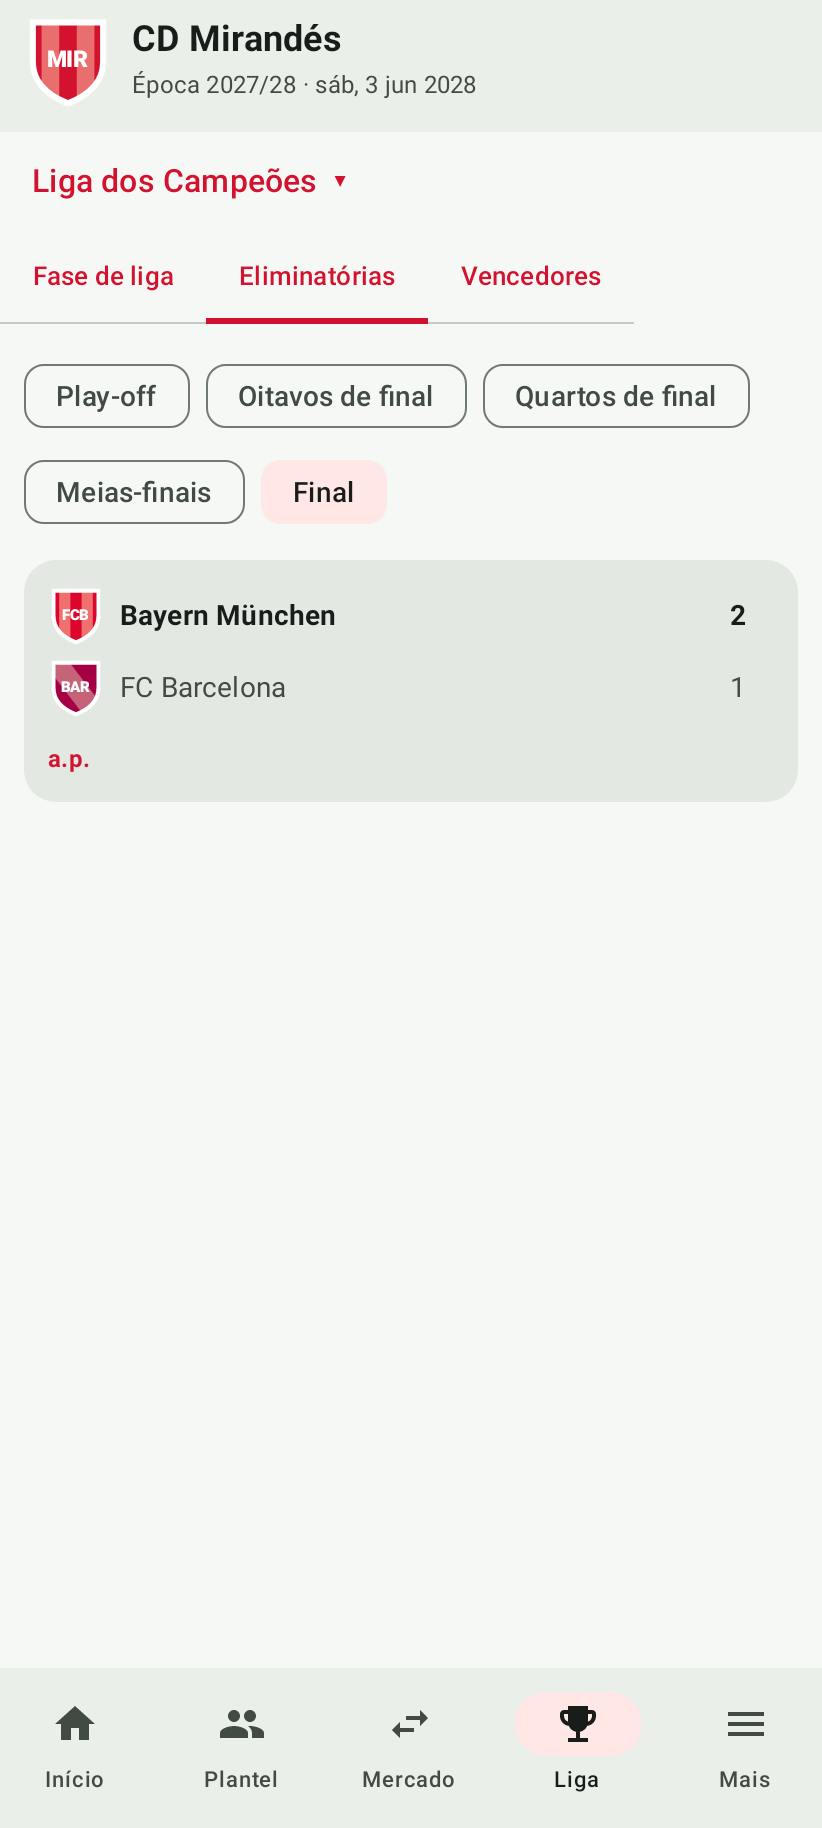 MIR
CD Mirandés
Época 2027/28 · sáb, 3 jun 2028
Liga dos Campeões ▼
Fase de liga Eliminatórias Vencedores
Play-off Oitavos de final Quartos de final
Meias-finais Final
FCB Bayern München 2
BAR FC Barcelona 1
a.p.
Início Plantel Mercado Liga Mais